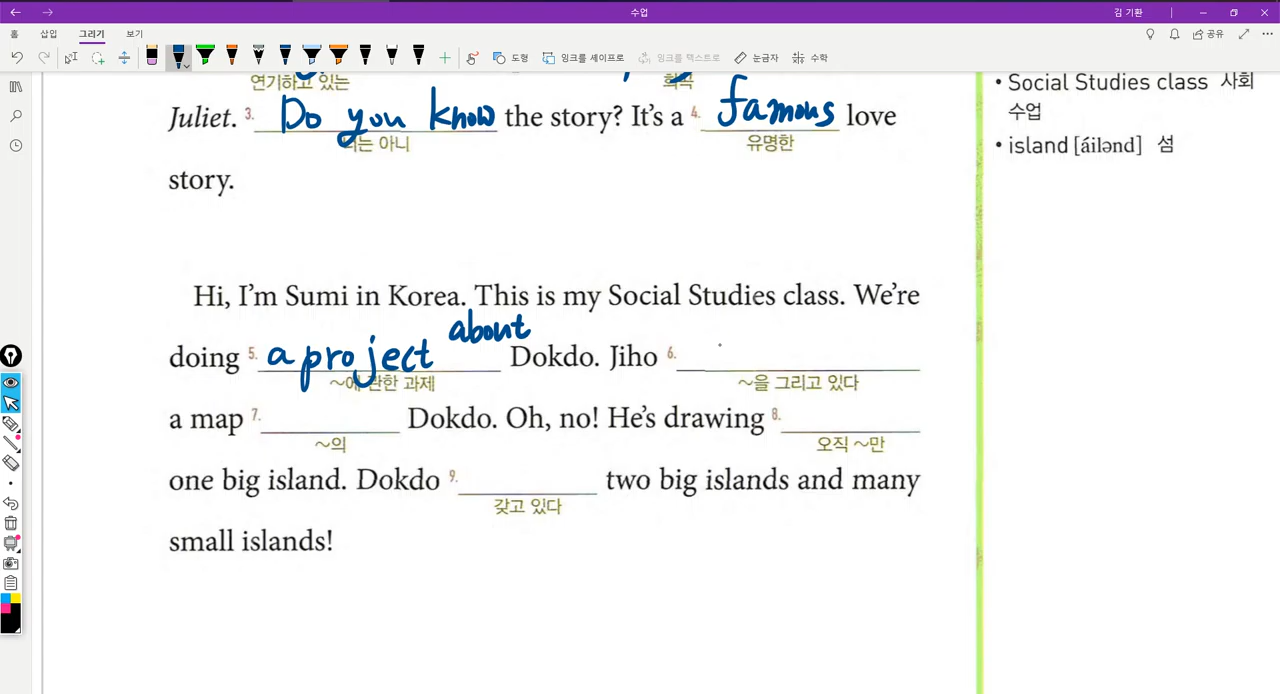 수업
김 기환
홈 삽입 그리기 보기
도형 잉크를 셰이프로 잉크를 텍스트로 눈금자 수학 공유
연기하고 있는 희곡
Juliet. 3. Do you know the story? It's a 4. famous love
너는 아니 유명한
story.
Hi, I'm Sumi in Korea. This is my Social Studies class. We're
doing 5. a project about Dokdo. Jiho 6.
~에 관한 과제 ~을 그리고 있다
a map 7. Dokdo. Oh, no! He's drawing 8.
~의 오직 ~만
one big island. Dokdo 9. two big islands and many
갖고 있다
small islands!
• Social Studies class 사회
수업
• island [áilənd] 섬